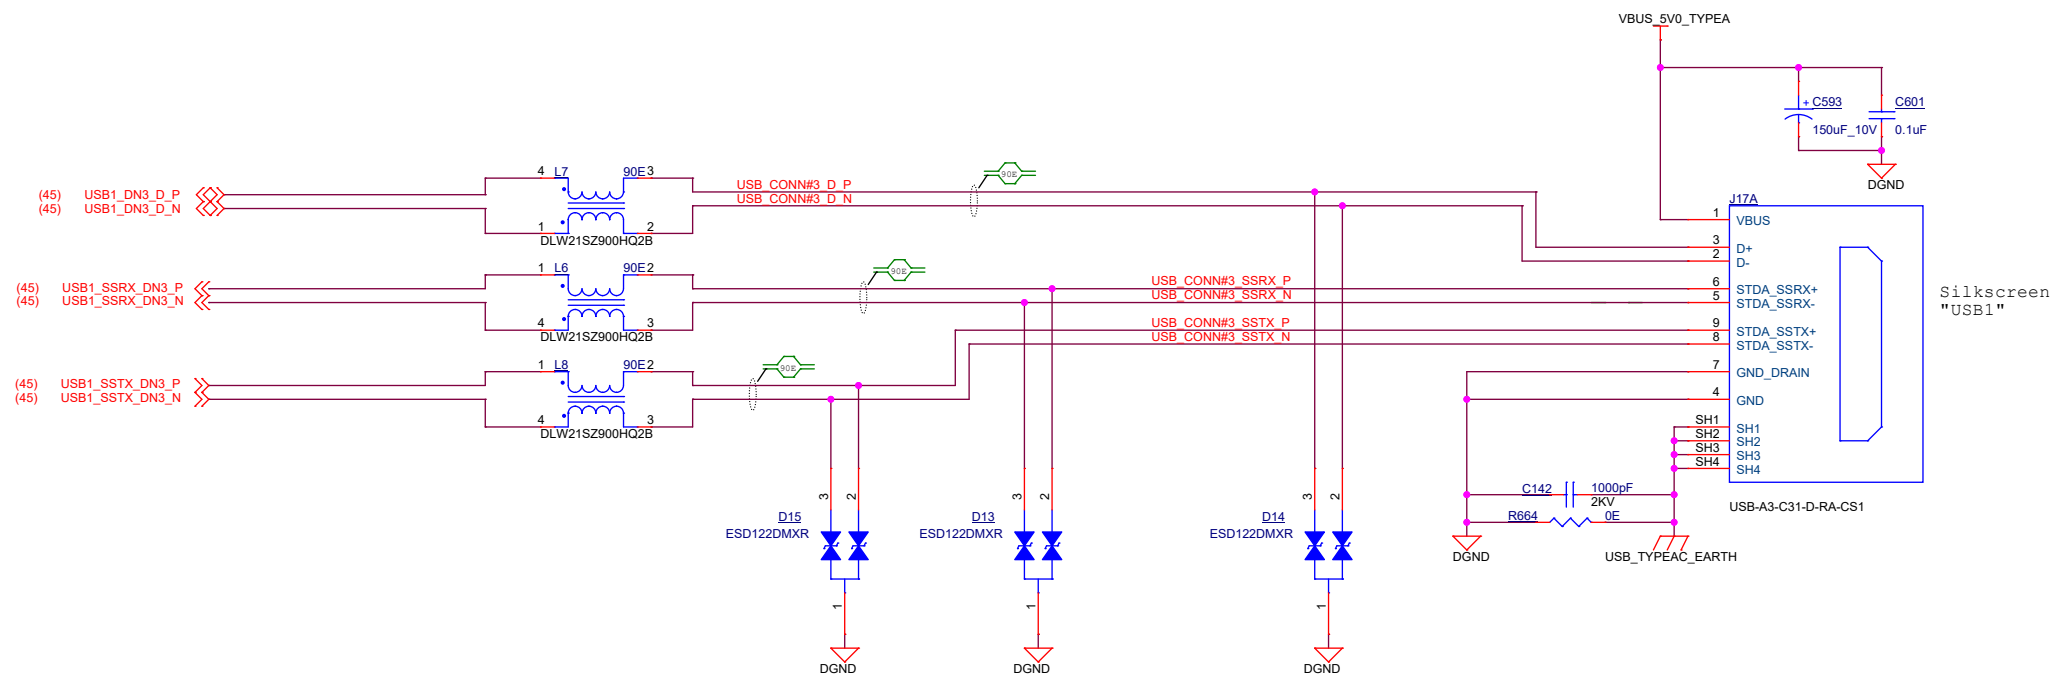 VBUS_5V0_TYPEA
+ C593
150uF_10V
C601
0.1uF
DGND
(45) USB1_DN3_D_P
(45) USB1_DN3_D_N
4 L7 90E 3
1 2
DLW21SZ900HQ2B
USB_CONN#3_D_P
USB_CONN#3_D_N
90E
(45) USB1_SSRX_DN3_P
(45) USB1_SSRX_DN3_N
1 L6 90E 2
4 3
DLW21SZ900HQ2B
90E
USB_CONN#3_SSRX_P
USB_CONN#3_SSRX_N
USB_CONN#3_SSTX_P
USB_CONN#3_SSTX_N
(45) USB1_SSTX_DN3_P
(45) USB1_SSTX_DN3_N
1 L8 90E 2
4 3
DLW21SZ900HQ2B
90E
J17A
1 VBUS
3 D+
2 D-
6 STDA_SSRX+
5 STDA_SSRX-
9 STDA_SSTX+
8 STDA_SSTX-
7 GND_DRAIN
4 GND
SH1 SH1
SH2 SH2
SH3 SH3
SH4 SH4
USB-A3-C31-D-RA-CS1
Silkscreen
"USB1"
C142 1000pF
2KV
R664 0E
DGND
USB_TYPEAC_EARTH
3 2
D15
ESD122DMXR
1
DGND
3 2
D13
ESD122DMXR
1
DGND
3 2
D14
ESD122DMXR
1
DGND